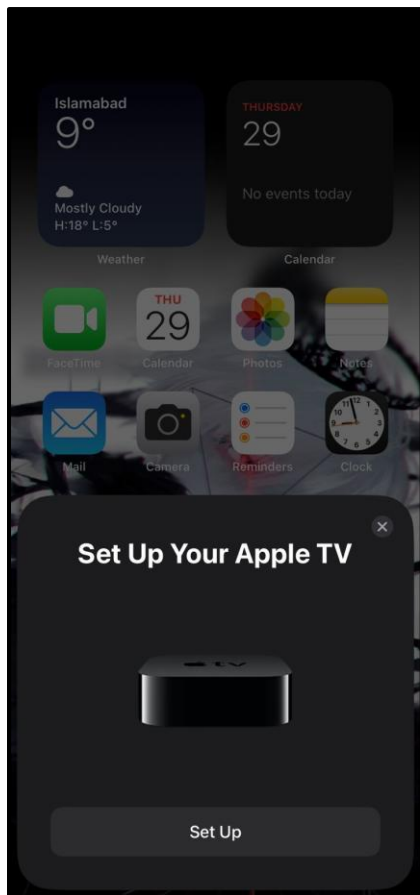 Islamabad
9°
Mostly Cloudy
H:18° L:5°
Weather
THURSDAY
29
No events today
Calendar
THU
29
FaceTime
Calendar
Photos
Notes
Mail
Camera
Reminders
Clock
Set Up Your Apple TV
tv
Set Up